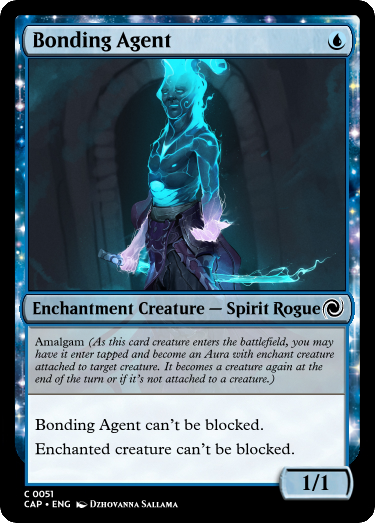 Bonding Agent
Enchantment Creature — Spirit Rogue
Amalgam (As this card creature enters the battlefield, you may
have it enter tapped and become an Aura with enchant creature
attached to target creature. It becomes a creature again at the
end of the turn or if it's not attached to a creature.)
Bonding Agent can't be blocked.
Enchanted creature can't be blocked.
1/1
C 0051
CAP • ENG Dzhovanna Sallama